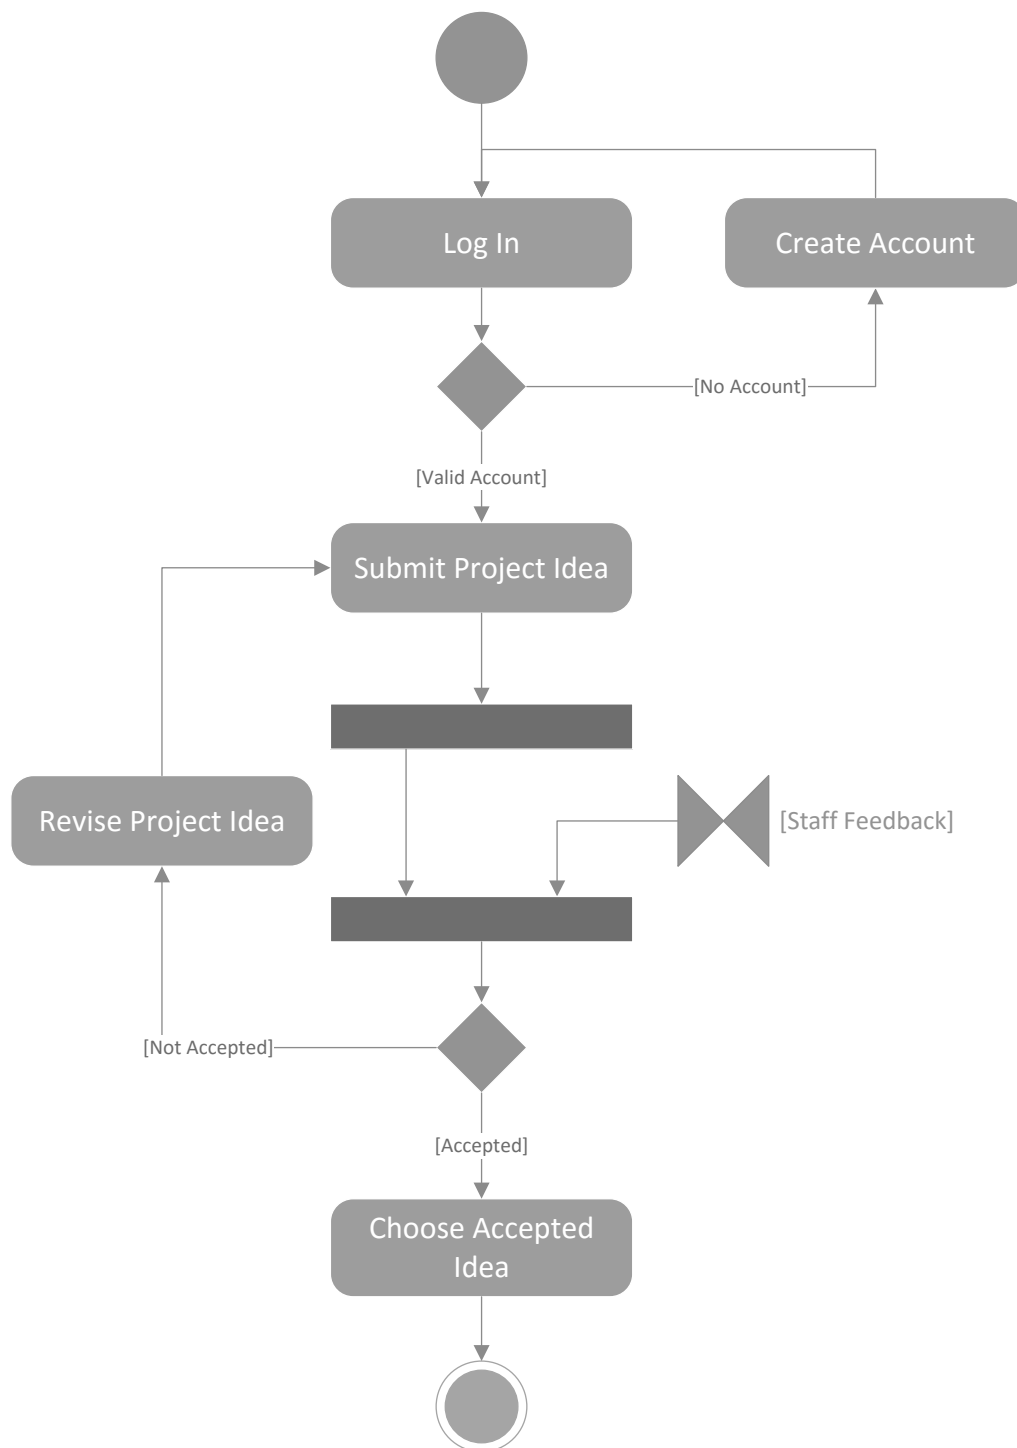 Log In
Create Account
[No Account]
[Valid Account]
Submit Project Idea
Revise Project Idea
[Staff Feedback]
[Not Accepted]
[Accepted]
Choose Accepted
Idea